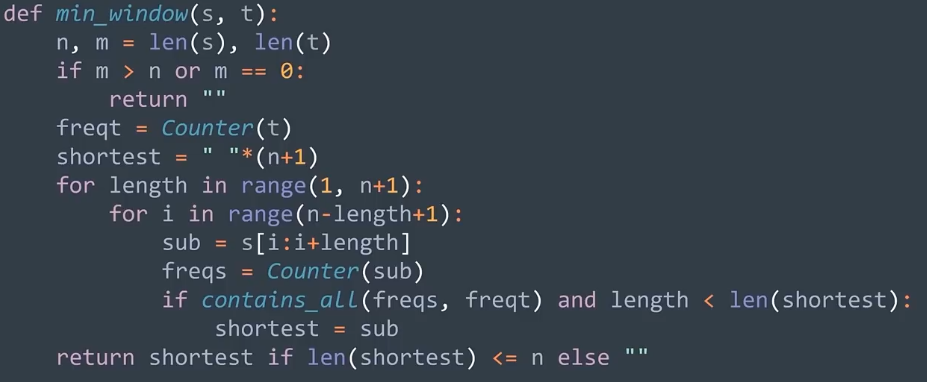 def min_window(s, t):
    n, m = len(s), len(t)
    if m > n or m == 0:
        return ""
    freqt = Counter(t)
    shortest = " "*(n+1)
    for length in range(1, n+1):
        for i in range(n-length+1):
            sub = s[i:i+length]
            freqs = Counter(sub)
            if contains_all(freqs, freqt) and length < len(shortest):
                shortest = sub
    return shortest if len(shortest) <= n else ""